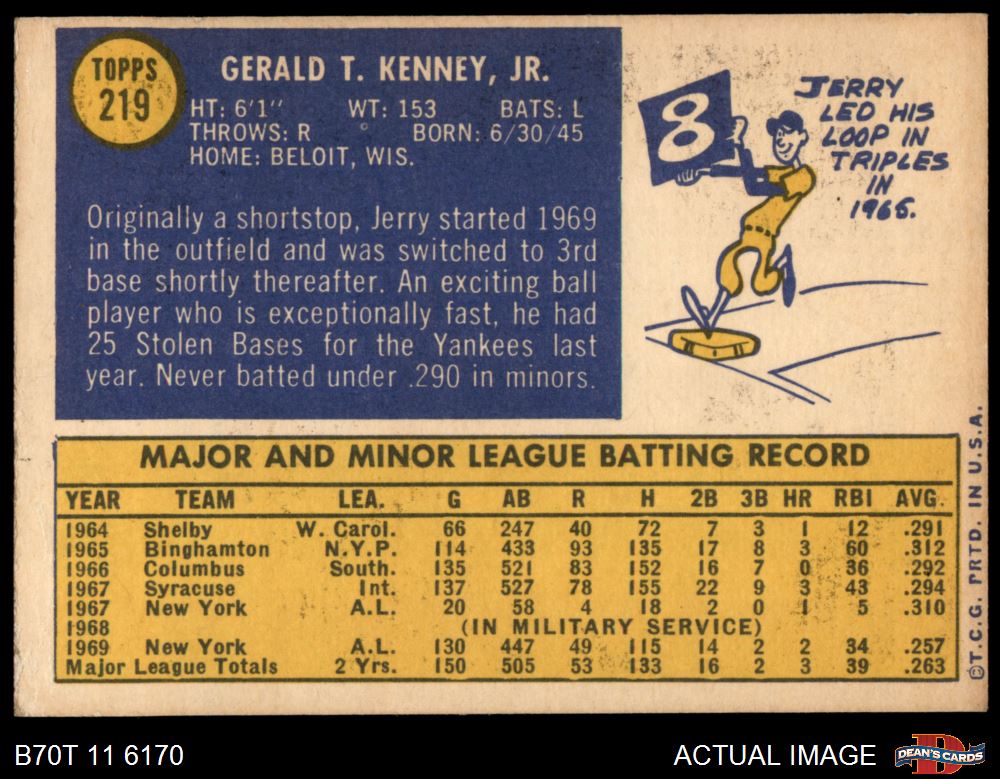 TOPPS
219
GERALD T. KENNEY, JR.
HT: 6'1" WT: 153 BATS: L
THROWS: R BORN: 6/30/45
HOME: BELOIT, WIS.
Originally a shortstop, Jerry started 1969
in the outfield and was switched to 3rd
base shortly thereafter. An exciting ball
player who is exceptionally fast, he had
25 Stolen Bases for the Yankees last
year. Never batted under .290 in minors.
8
JERRY
LED HIS
LOOP IN
TRIPLES
IN
1965.
MAJOR AND MINOR LEAGUE BATTING RECORD
YEAR TEAM LEA. G AB R H 2B 3B HR RBI AVG.
1964 Shelby W. Carol. 66 247 40 72 7 3 1 12 .291
1965 Binghamton N.Y.P. 114 433 93 135 17 8 3 60 .312
1966 Columbus South. 135 521 83 152 16 7 0 36 .292
1967 Syracuse Int. 137 527 78 155 22 9 3 43 .294
1967 New York A.L. 20 58 4 18 2 0 1 5 .310
1968 (IN MILITARY SERVICE)
1969 New York A.L. 130 447 49 115 14 2 2 34 .257
Major League Totals 2 Yrs. 150 505 53 133 16 2 3 39 .263
©T.C.G. PRTD. IN U.S.A.
B70T 11 6170
ACTUAL IMAGE
DEAN'S CARDS